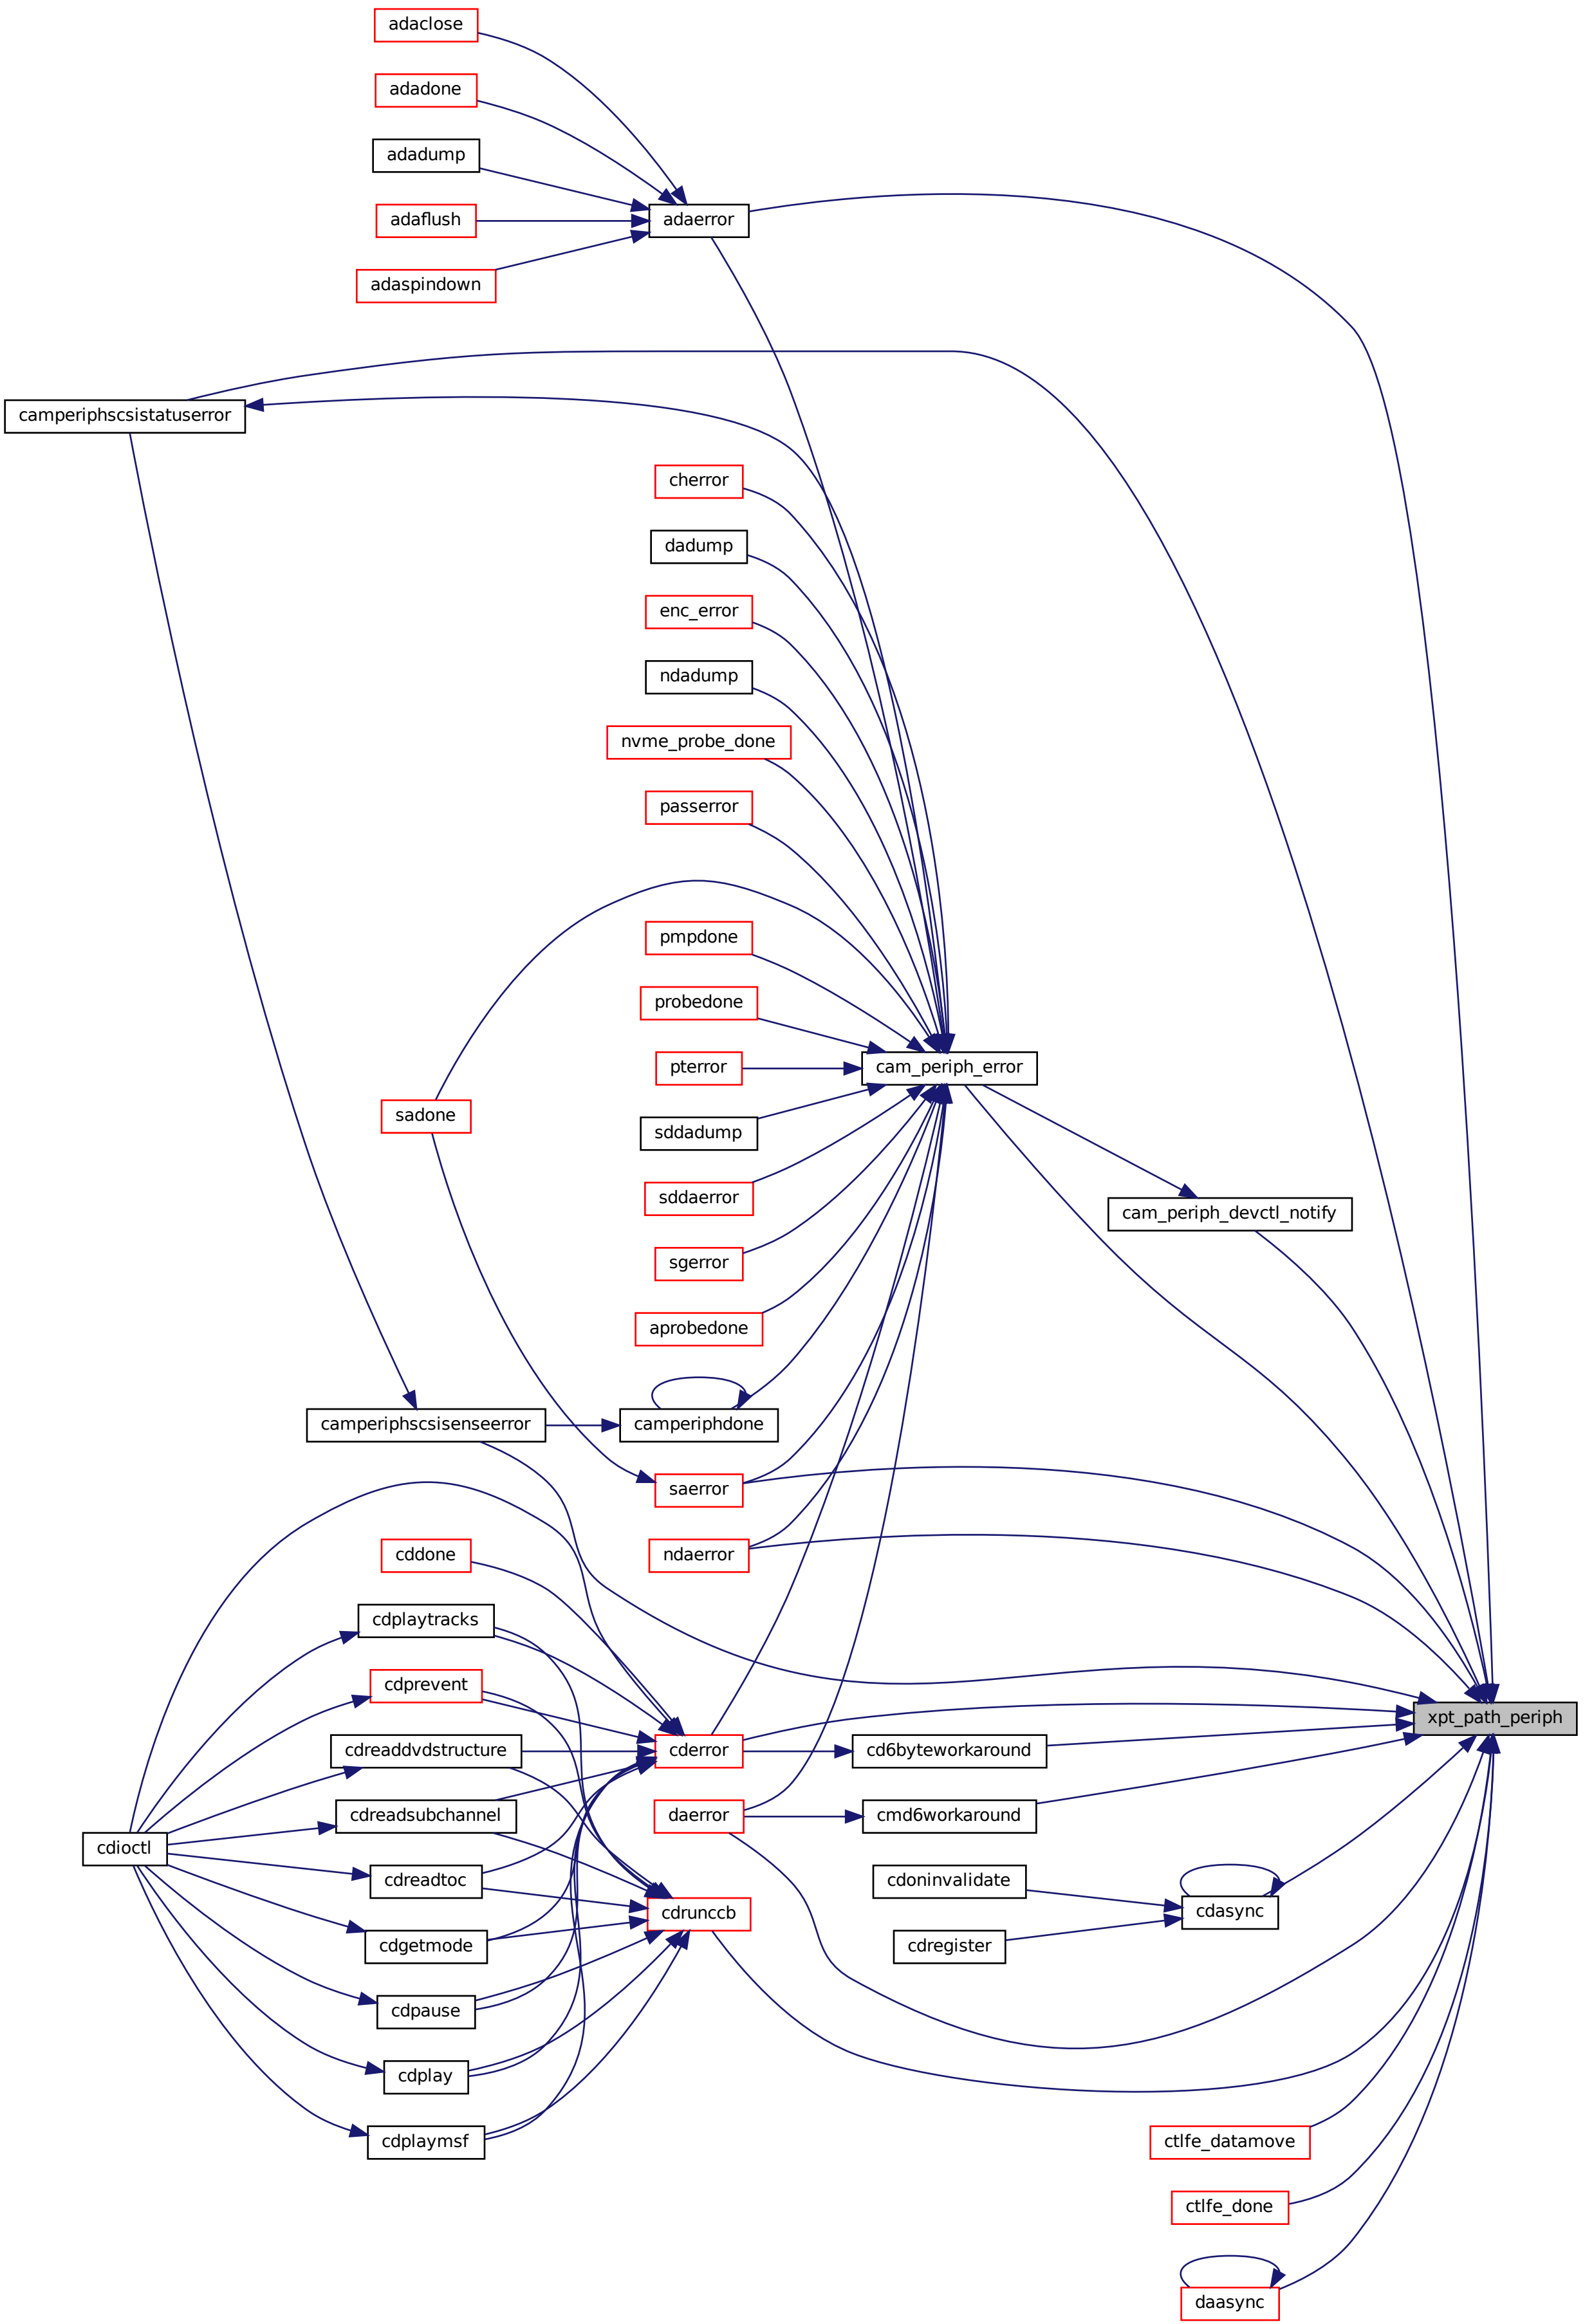 adaclose
adadone
adadump
adaflush
adaerror
adaspindown
camperiphscsistatuserror
cherror
dadump
enc_error
ndadump
nvme_probe_done
passerror
pmpdone
probedone
pterror
cam_periph_error
sadone
sddadump
sddaerror
cam_periph_devctl_notify
sgerror
aprobedone
camperiphscsisenseerror
camperiphdone
saerror
cddone
ndaerror
cdplaytracks
cdprevent
xpt_path_periph
cdreaddvdstructure
cderror
cd6byteworkaround
cdreadsubchannel
daerror
cmd6workaround
cdioctl
cdreadtoc
cdoninvalidate
cdrunccb
cdasync
cdgetmode
cdregister
cdpause
cdplay
cdplaymsf
ctlfe_datamove
ctlfe_done
daasync